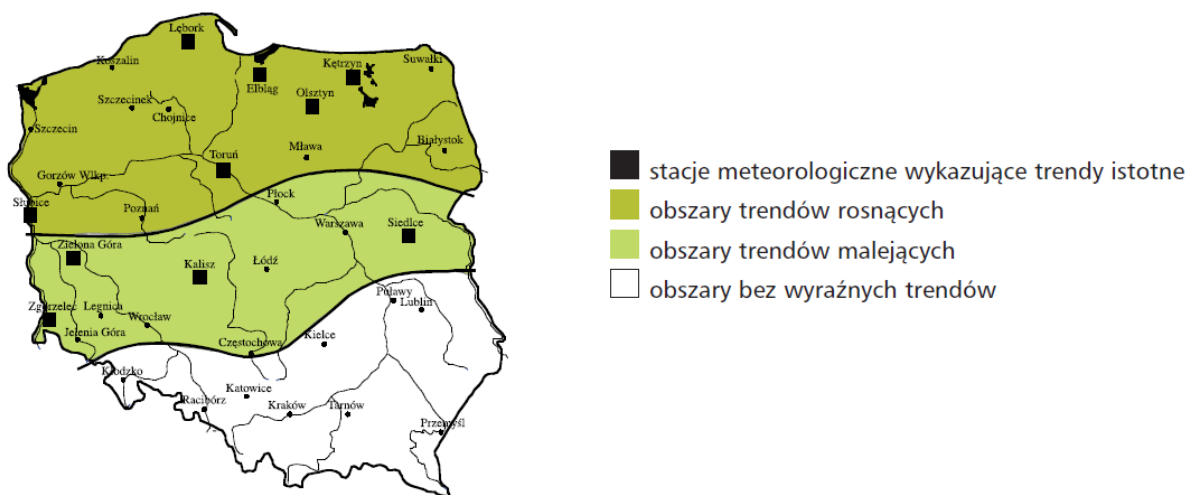 Lębork
Koszalin
Suwałki
Kętrzyn
Elbląg
Olsztyn
Szczecinek
Chojnice
Szczecin
Białystok
Mława
Toruń
Gorzów Wlkp.
Płock
Słubice
Poznań
Warszawa
Siedlce
Zielona Góra
Łódź
Kalisz
Puławy
Lublin
Zgorzelec
Legnica
Wrocław
Jelenia Góra
Częstochowa
Kielce
Kłodzko
Katowice
Racibórz
Kraków
Tarnów
Przemyśl
stacje meteorologiczne wykazujące trendy istotne
obszary trendów rosnących
obszary trendów malejących
obszary bez wyraźnych trendów